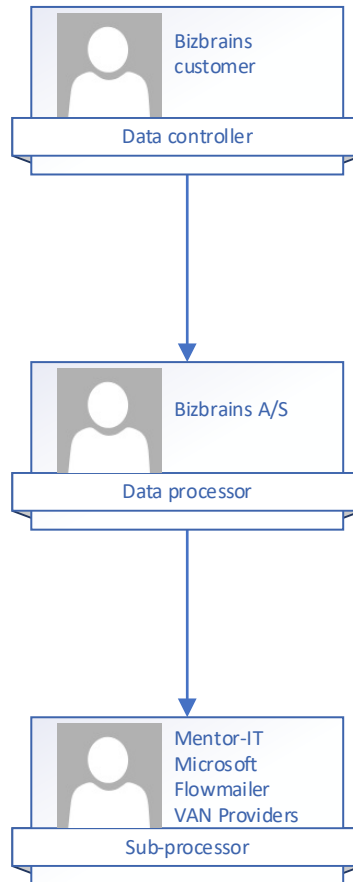 Bizbrains
customer
Data controller
Bizbrains A/S
Data processor
Mentor-IT
Microsoft
Flowmailer
VAN Providers
Sub-processor